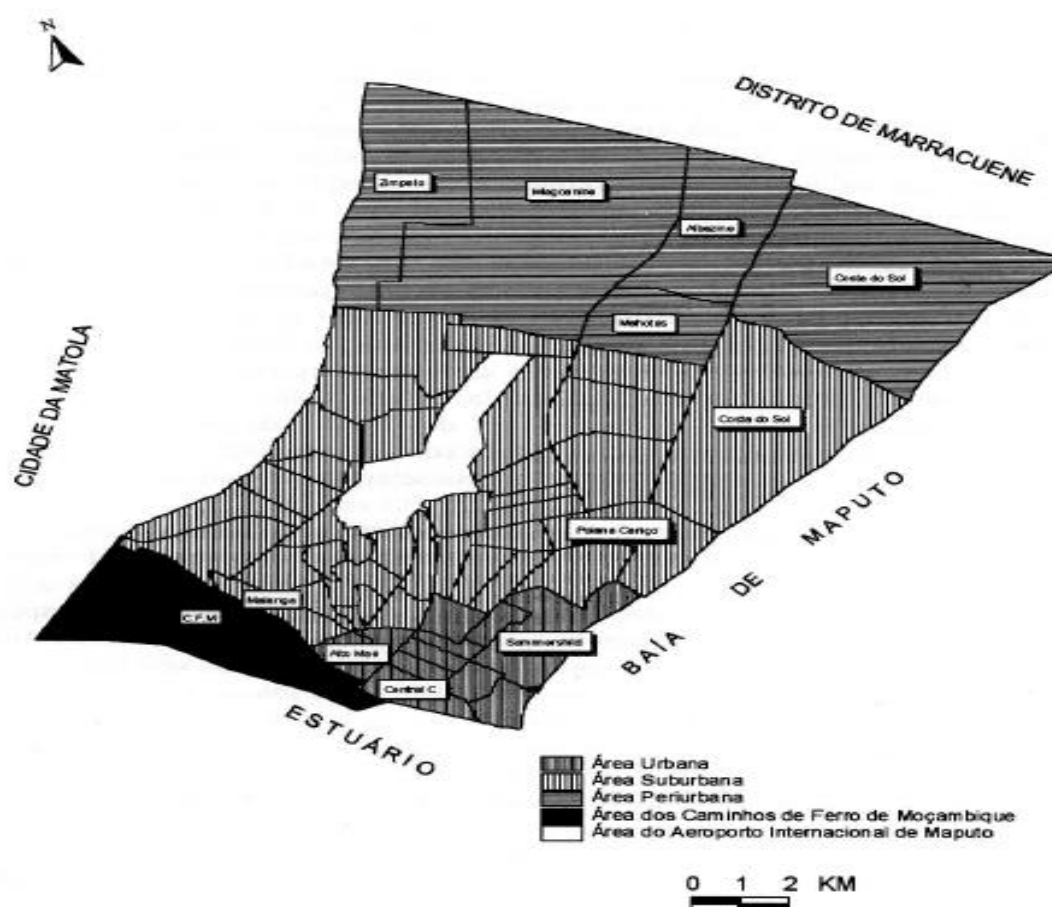 N
DISTRITO DE MARRACUENE
Zimpeto
Magoanine
Albazine
Costa do Sol
Mahotas
CIDADE DA MATOLA
Costa do Sol
Polana Caniço
BAÍA DE MAPUTO
Malanga
C.F.M
Sommershild
Alto Mae
Central C.
ESTUÁRIO
Área Urbana
Área Suburbana
Área Periurbana
Área dos Caminhos de Ferro de Moçambique
Área do Aeroporto Internacional de Maputo
0 1 2 KM